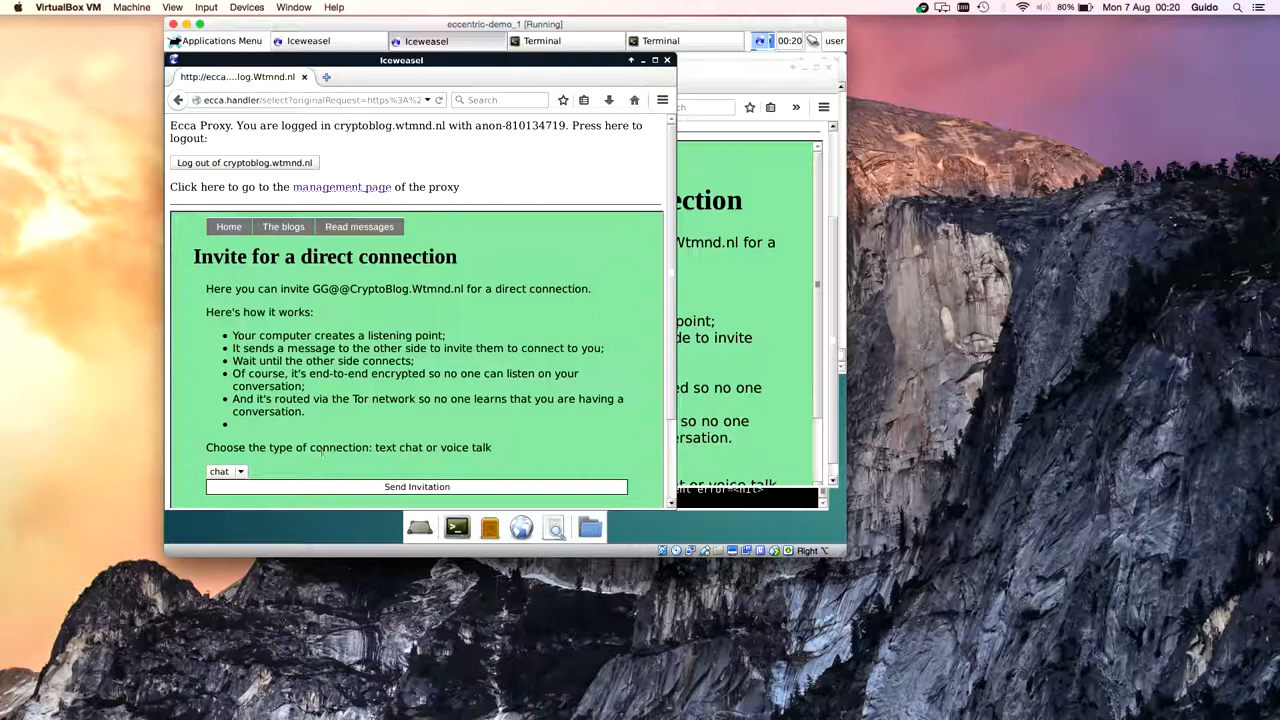 VirtualBox VM Machine View Input Devices Window Help
80% Mon 7 Aug 00:20 Guido
eccentric-demo_1 [Running]
Applications Menu Iceweasel Iceweasel Terminal Terminal 00:20 user
Iceweasel
http://ecca....log.Wtmnd.nl
ecca.handler/select?originalRequest=https%3A%2 Search
Ecca Proxy. You are logged in cryptoblog.wtmnd.nl with anon-810134719. Press here to
logout:
Log out of cryptoblog.wtmnd.nl
Click here to go to the management page of the proxy
Home The blogs Read messages
Invite for a direct connection
Here you can invite GG@@CryptoBlog.Wtmnd.nl for a direct connection.
Here's how it works:
• Your computer creates a listening point;
• It sends a message to the other side to invite them to connect to you;
• Wait until the other side connects;
• Of course, it's end-to-end encrypted so no one can listen on your
conversation;
• And it's routed via the Tor network so no one learns that you are having a
conversation.
•
Choose the type of connection: text chat or voice talk
chat
Send Invitation
ch
ection
Wtmnd.nl for a
point;
de to invite
ed so no one
so no one
ersation.
at or voice talk
ent error=<nil>
Right ⌥